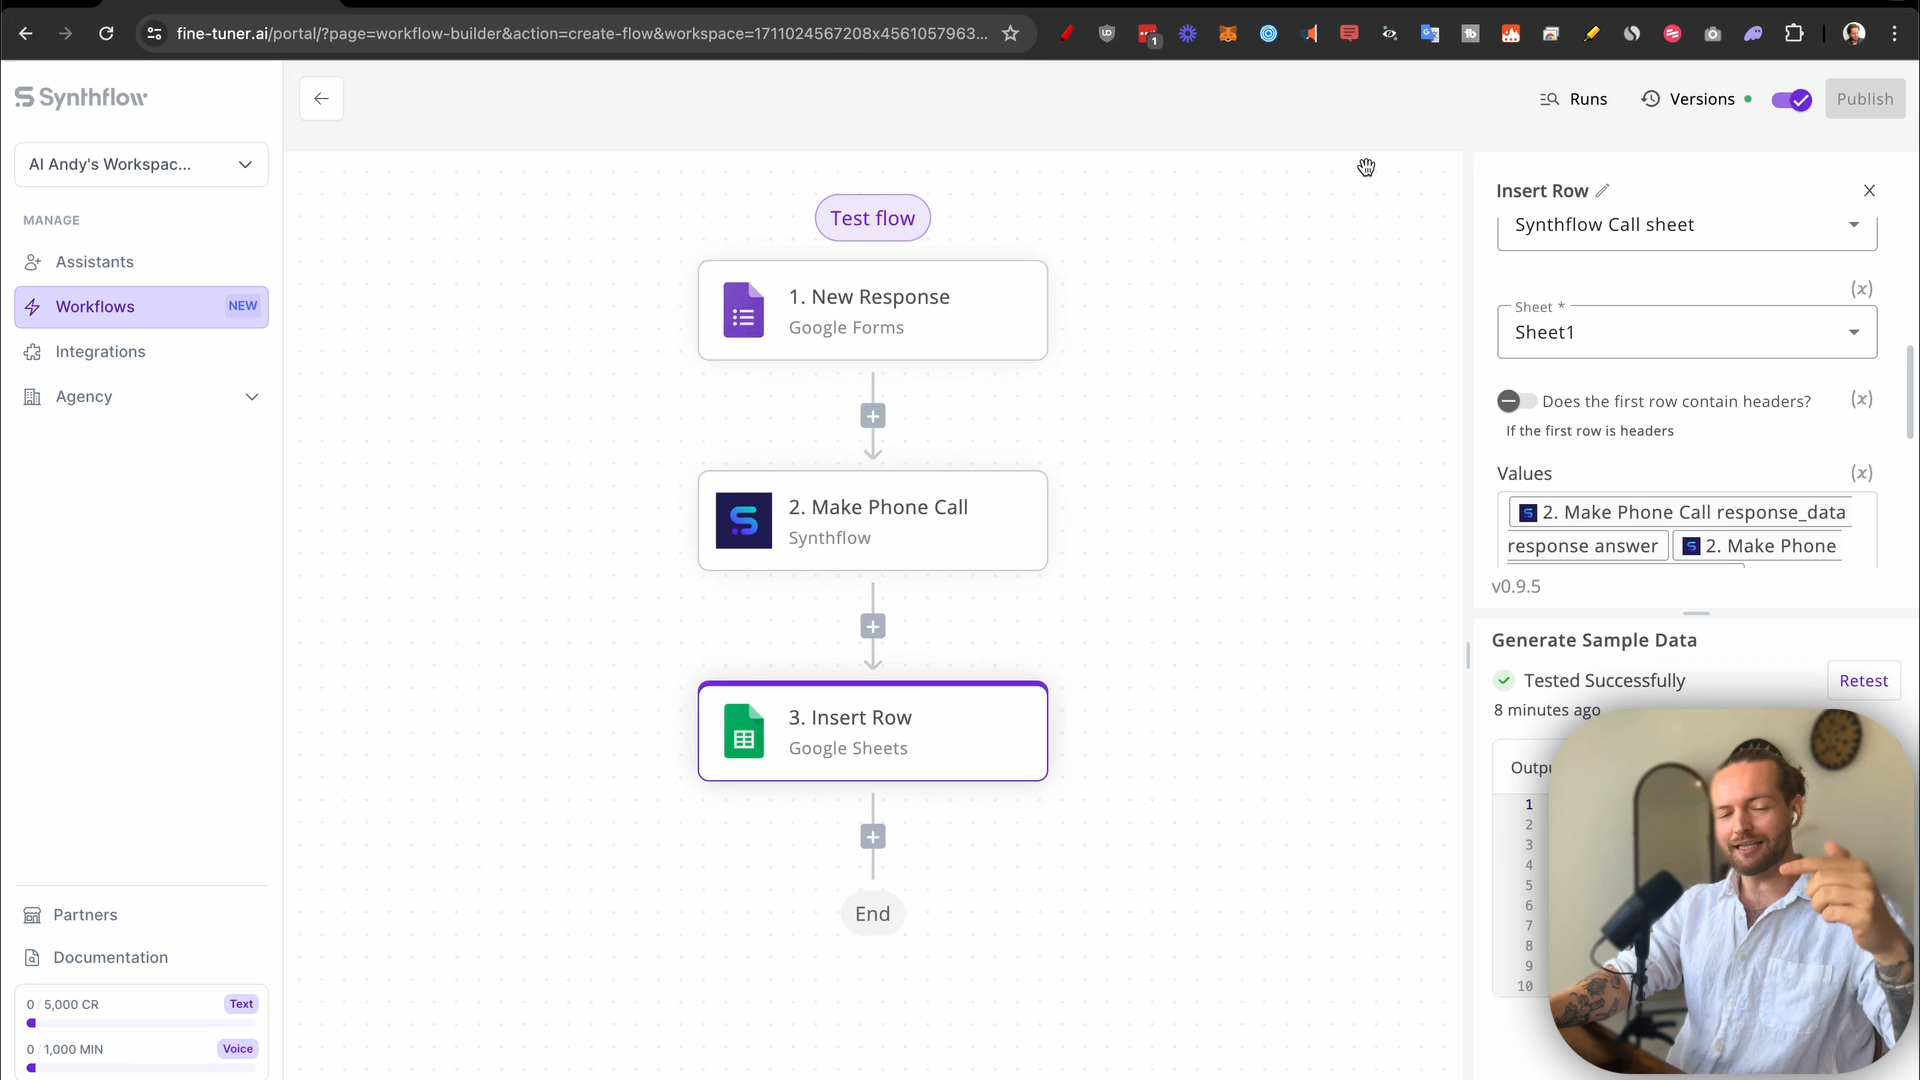 fine-tuner.ai/portal/?page=workflow-builder&action=create-flow&workspace=1711024567208x4561057963...
1
Synthflow
AI Andy's Workspac...
MANAGE
Assistants
Workflows
NEW
Integrations
Agency
Partners
Documentation
0 / 5,000 CR
Text
0 / 1,000 MIN
Voice
Runs
Versions
Publish
Test flow
1. New Response
Google Forms
2. Make Phone Call
Synthflow
3. Insert Row
Google Sheets
End
Insert Row
Synthflow Call sheet
(x)
Sheet *
Sheet1
Does the first row contain headers?
(x)
If the first row is headers
Values
(x)
2. Make Phone Call response_data
response answer
2. Make Phone
v0.9.5
Generate Sample Data
Tested Successfully
Retest
8 minutes ago
1
2
3
4
5
6
7
8
9
10